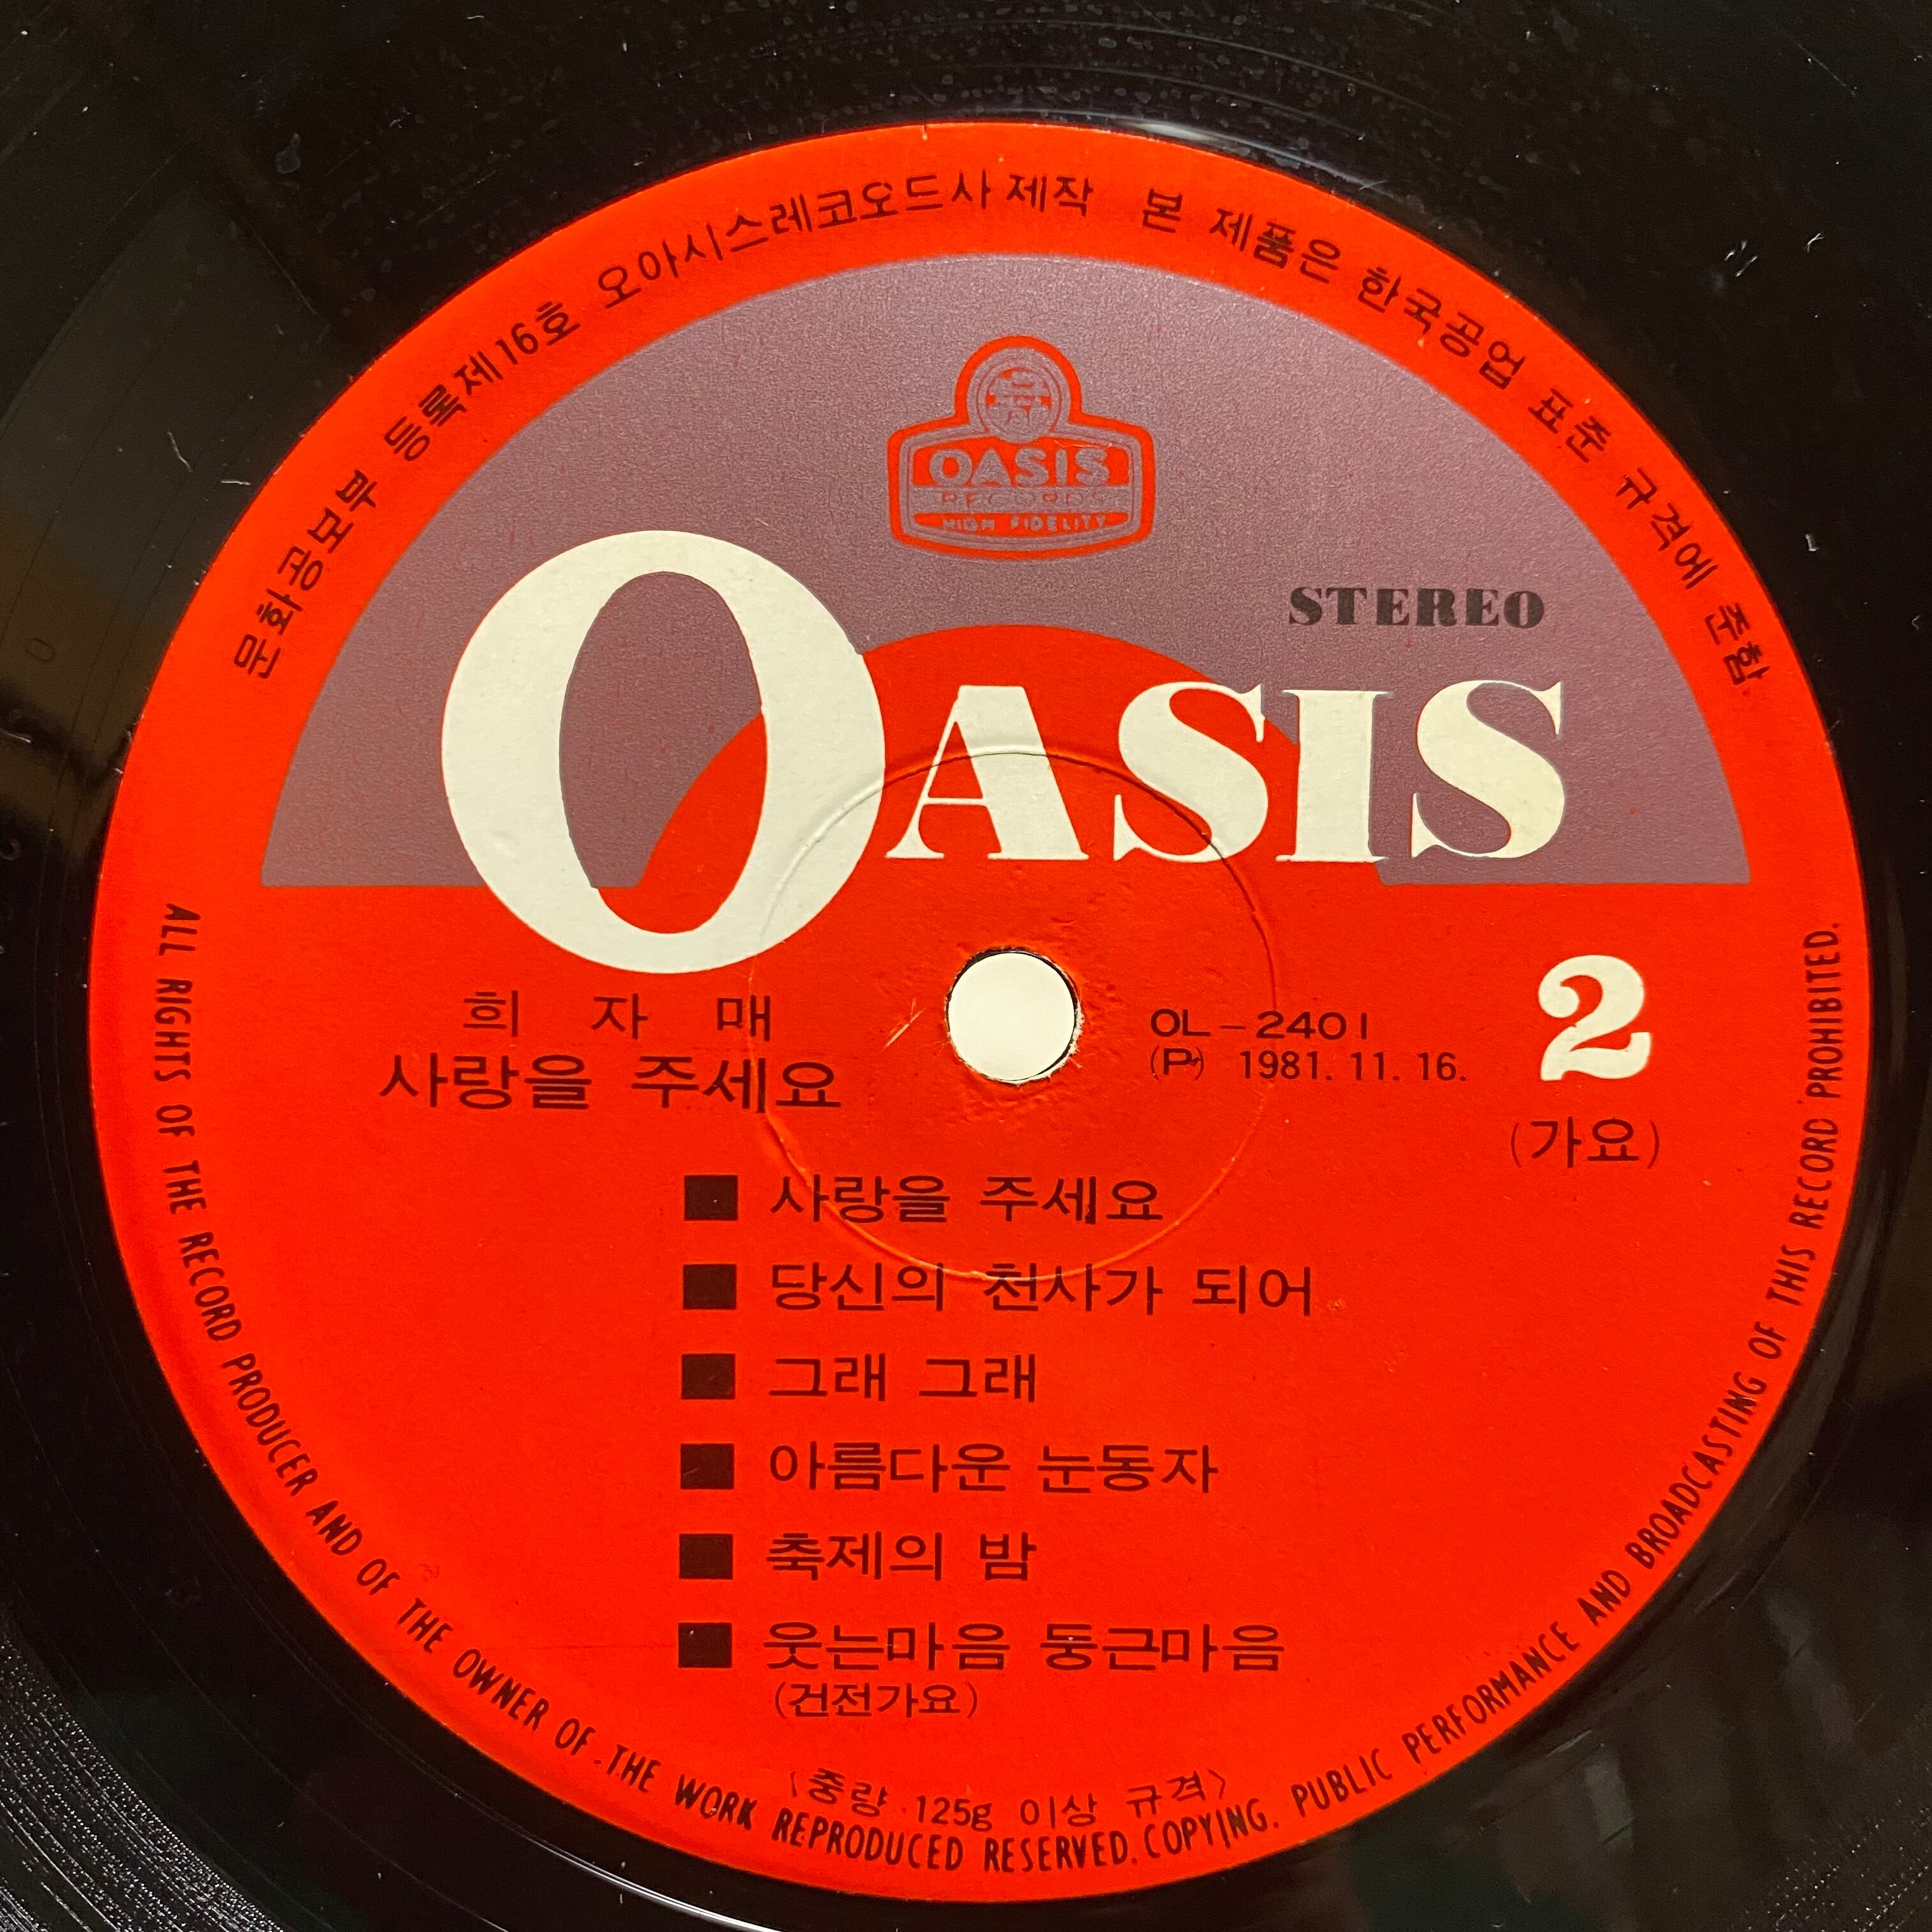 문화공보부 등록제16호 오아시스레코오드사 제작 본 제품은 한국공업 표준 규격에 준함
OASIS
RECORDS
HIGH FIDELITY
STEREO
OASIS
2
(가요)
희 자 매
사랑을 주세요
OL-2401
(P) 1981. 11. 16.
■ 사랑을 주세요
■ 당신의 천사가 되어
■ 그래 그래
■ 아름다운 눈동자
■ 축제의 밤
■ 웃는마음 둥근마음
(건전가요)
〈중량 125g 이상 규격〉
ALL RIGHTS OF THE RECORD PRODUCER AND OF THE OWNER OF THE WORK REPRODUCED RESERVED. COPYING. PUBLIC PERFORMANCE AND BROADCASTING OF THIS RECORD PROHIBITED.